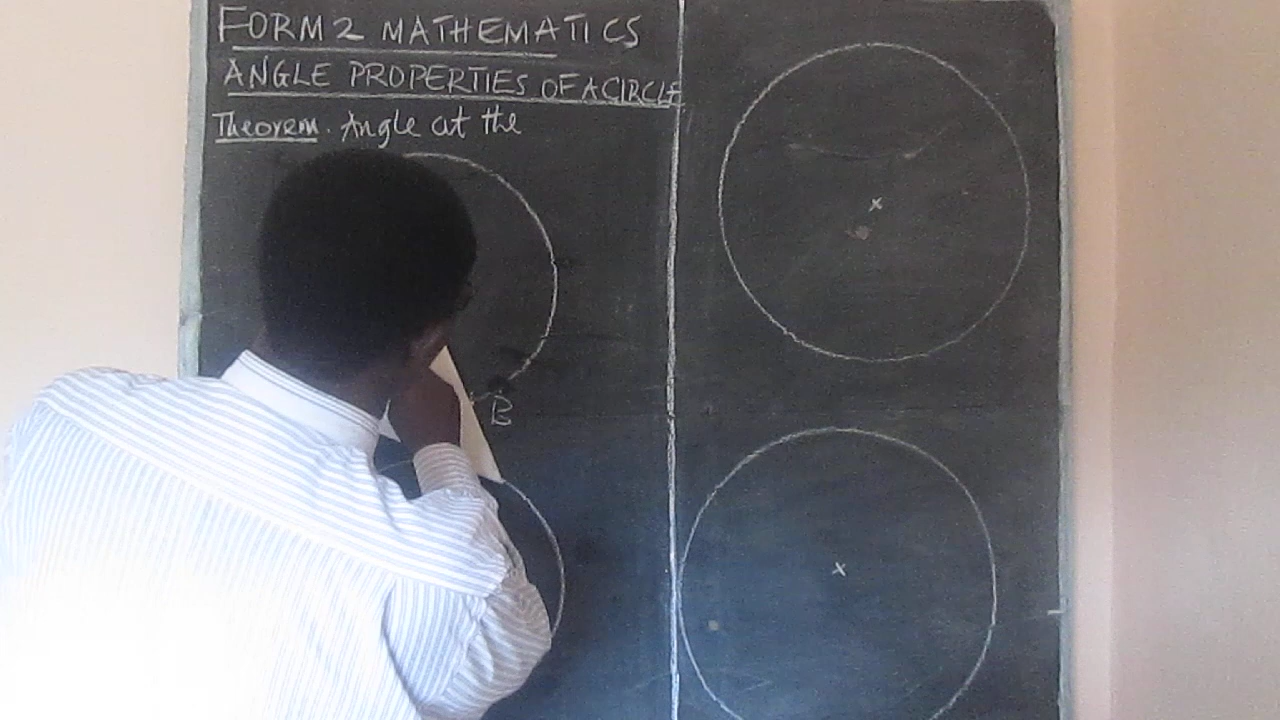 FORM 2 MATHEMATICS
ANGLE PROPERTIES OF A CIRCLE
Theorem. Angle at the
B